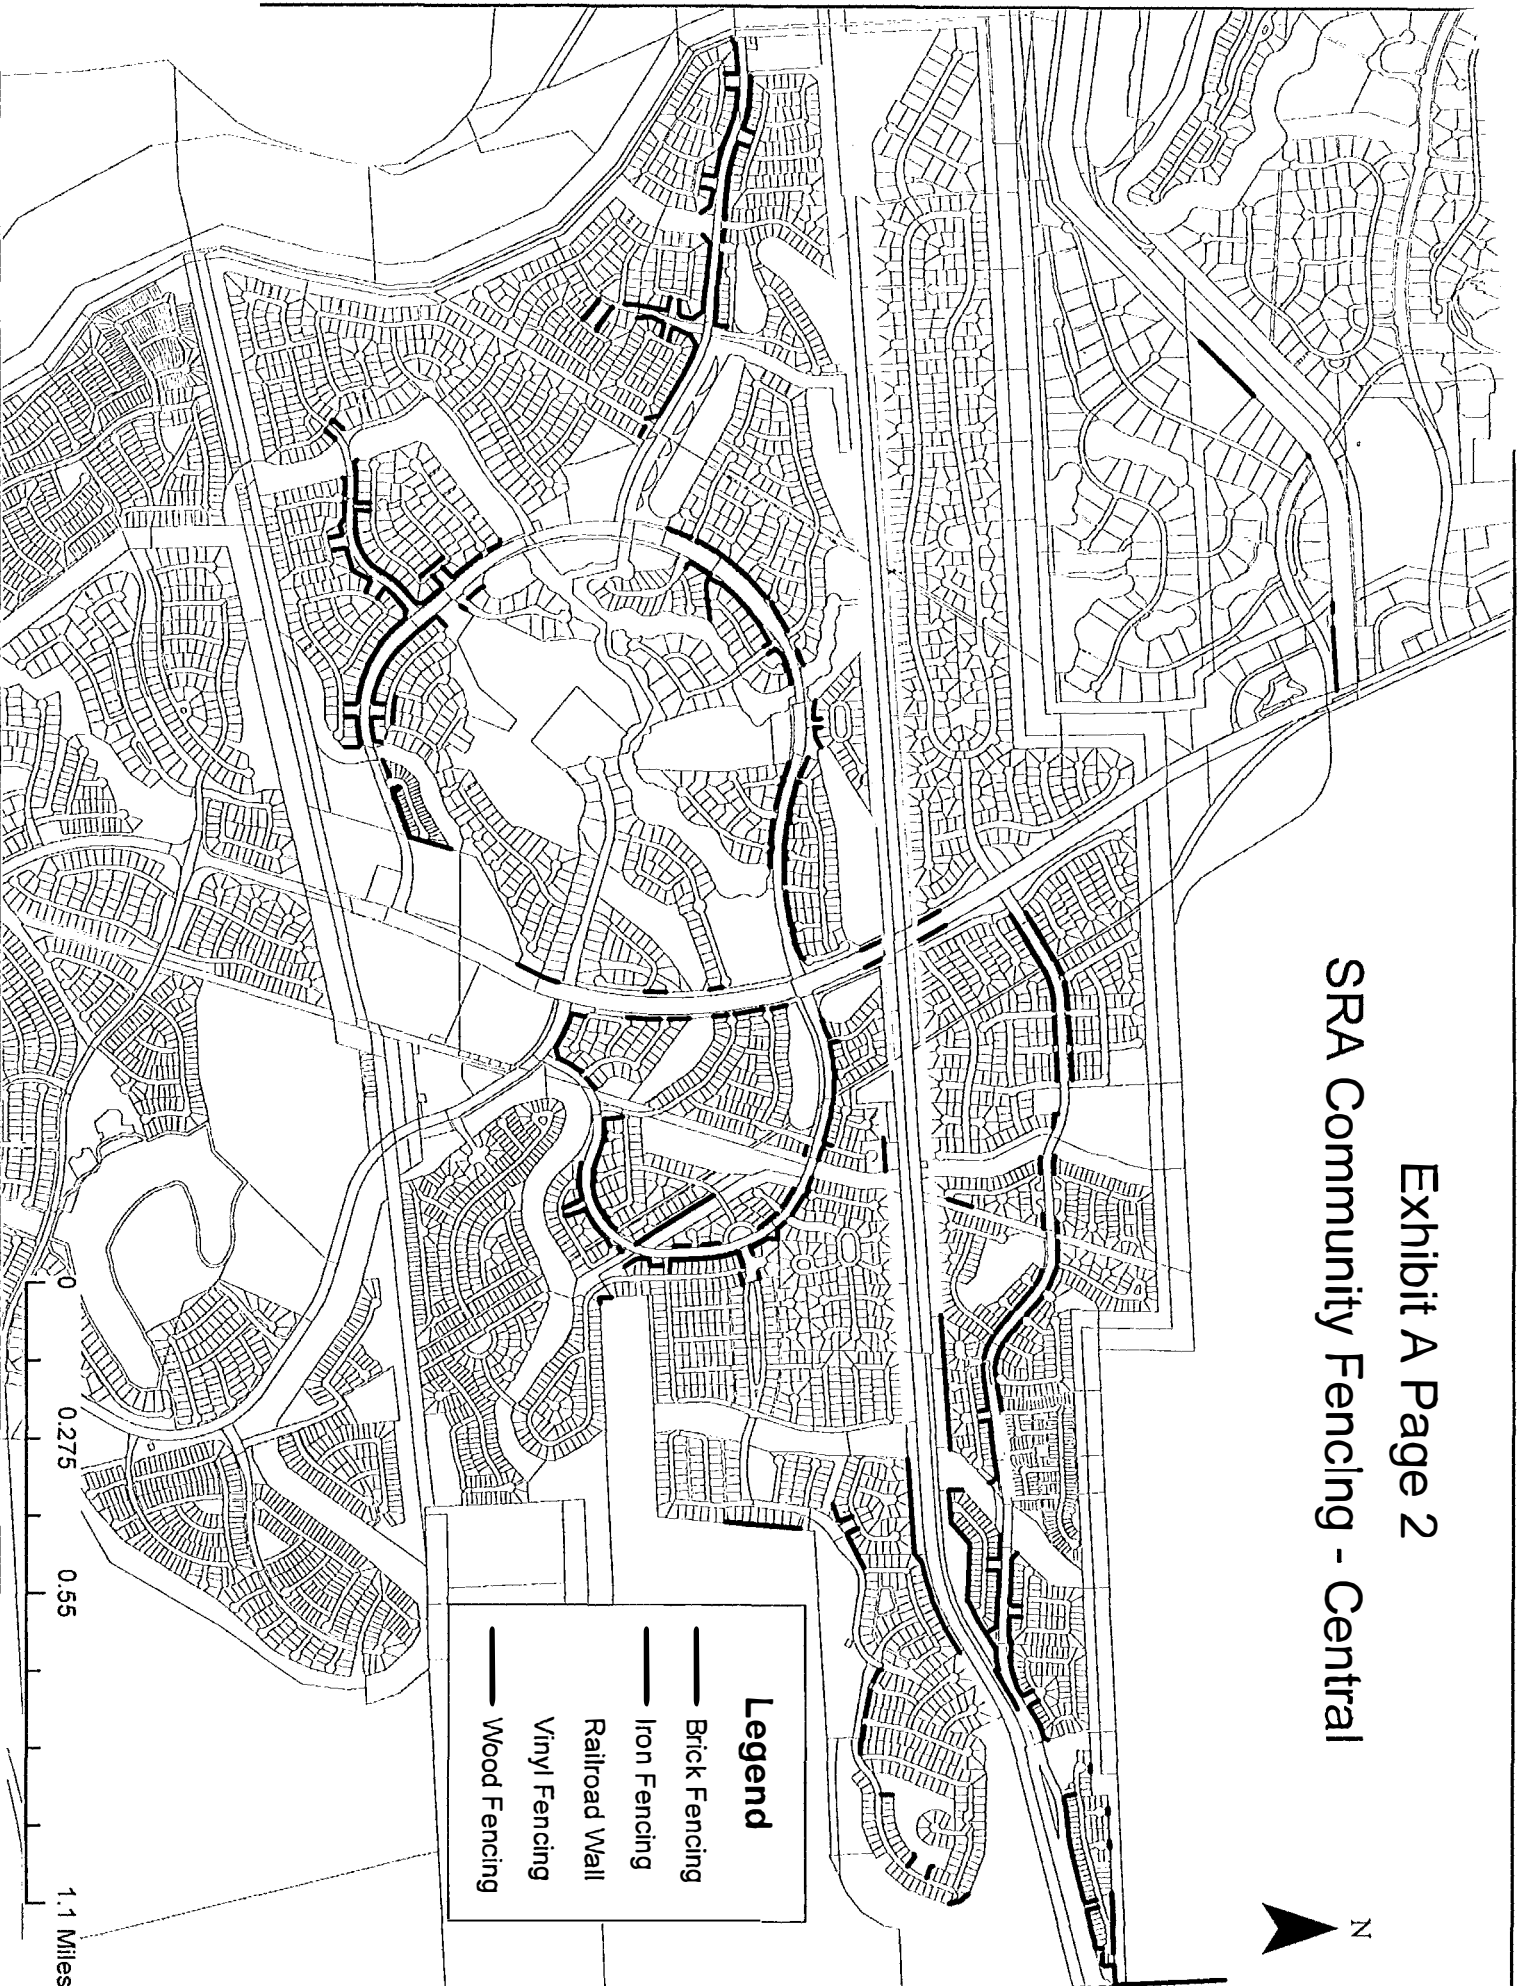 Exhibit A Page 2
SRA Community Fencing - Central
N
Legend
Brick Fencing
Iron Fencing
Railroad Wall
Vinyl Fencing
Wood Fencing
0 0.275 0.55 1.1 Miles